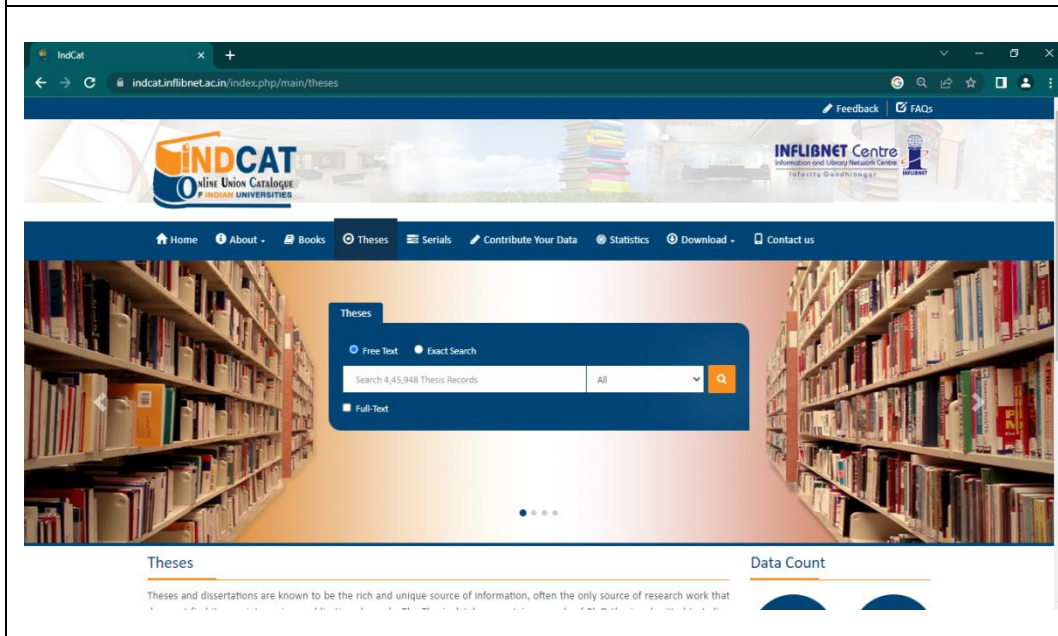 IndCat
indcat.inflibnet.ac.in/index.php/main/theses
Feedback FAQs
INDCAT
Online Union Catalogue
OF INDIAN UNIVERSITIES
INFLIBNET Centre
Information and Library Network Centre
Infocity Gandhinagar
INFLIBNET
Home About Books Theses Serials Contribute Your Data Statistics Download Contact us
Theses
Free Text Exact Search
Search 4,45,948 Thesis Records All
Full-Text
Theses
Data Count
Theses and dissertations are known to be the rich and unique source of information, often the only source of research work that